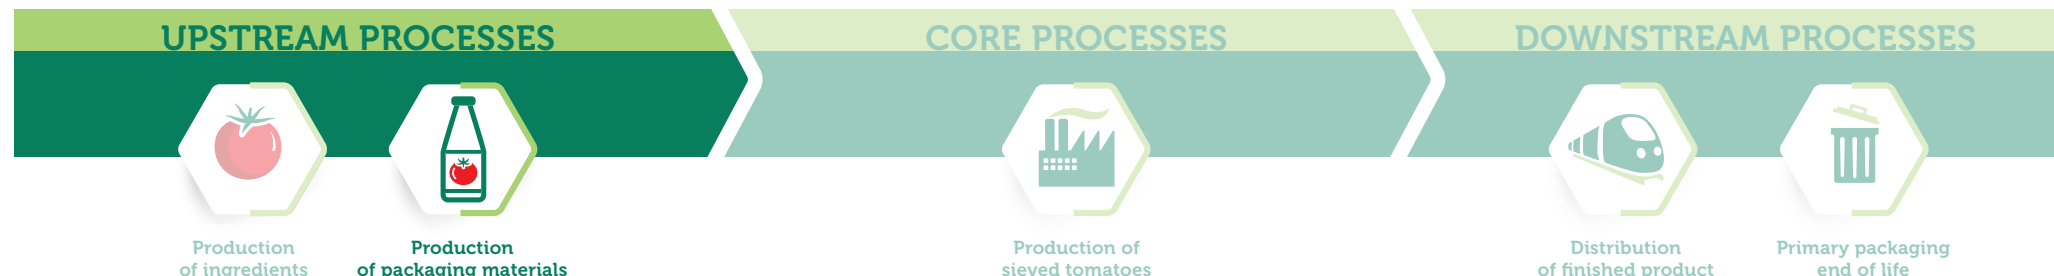 UPSTREAM PROCESSES
CORE PROCESSES
DOWNSTREAM PROCESSES
Production
of ingredients
Production
of packaging materials
Production of
sieved tomatoes
Distribution
of finished product
Primary packaging
end of life